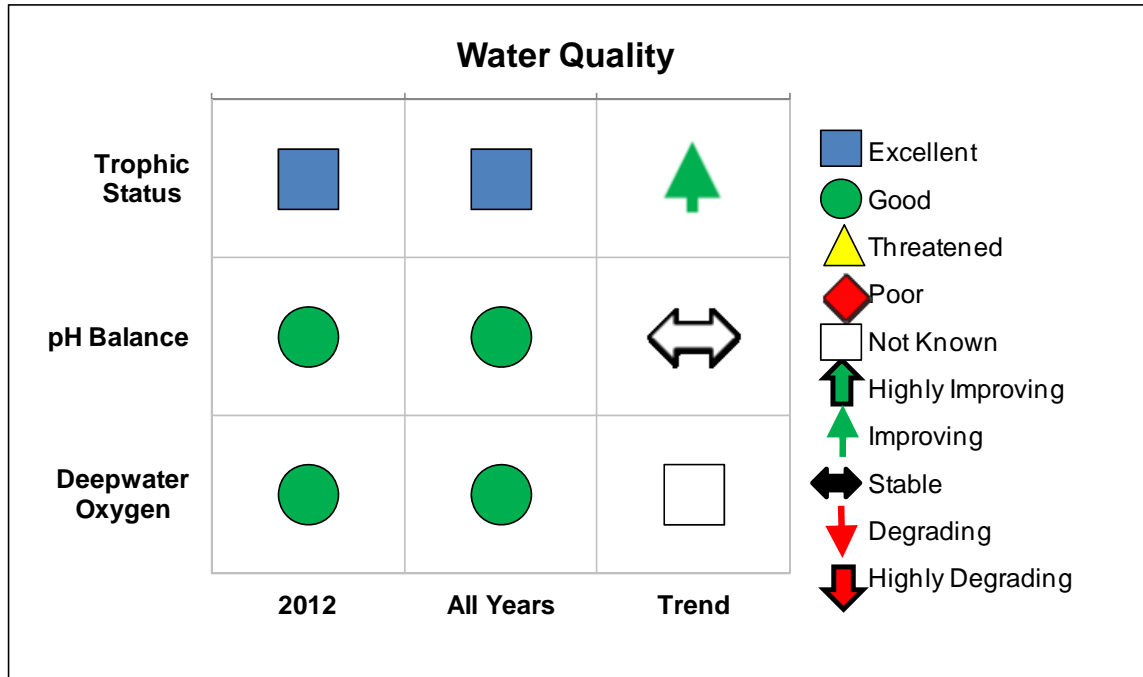 Water Quality
Trophic
Status
pH Balance
Deepwater
Oxygen
2012
All Years
Trend
Excellent
Good
Threatened
Poor
Not Known
Highly Improving
Improving
Stable
Degrading
Highly Degrading